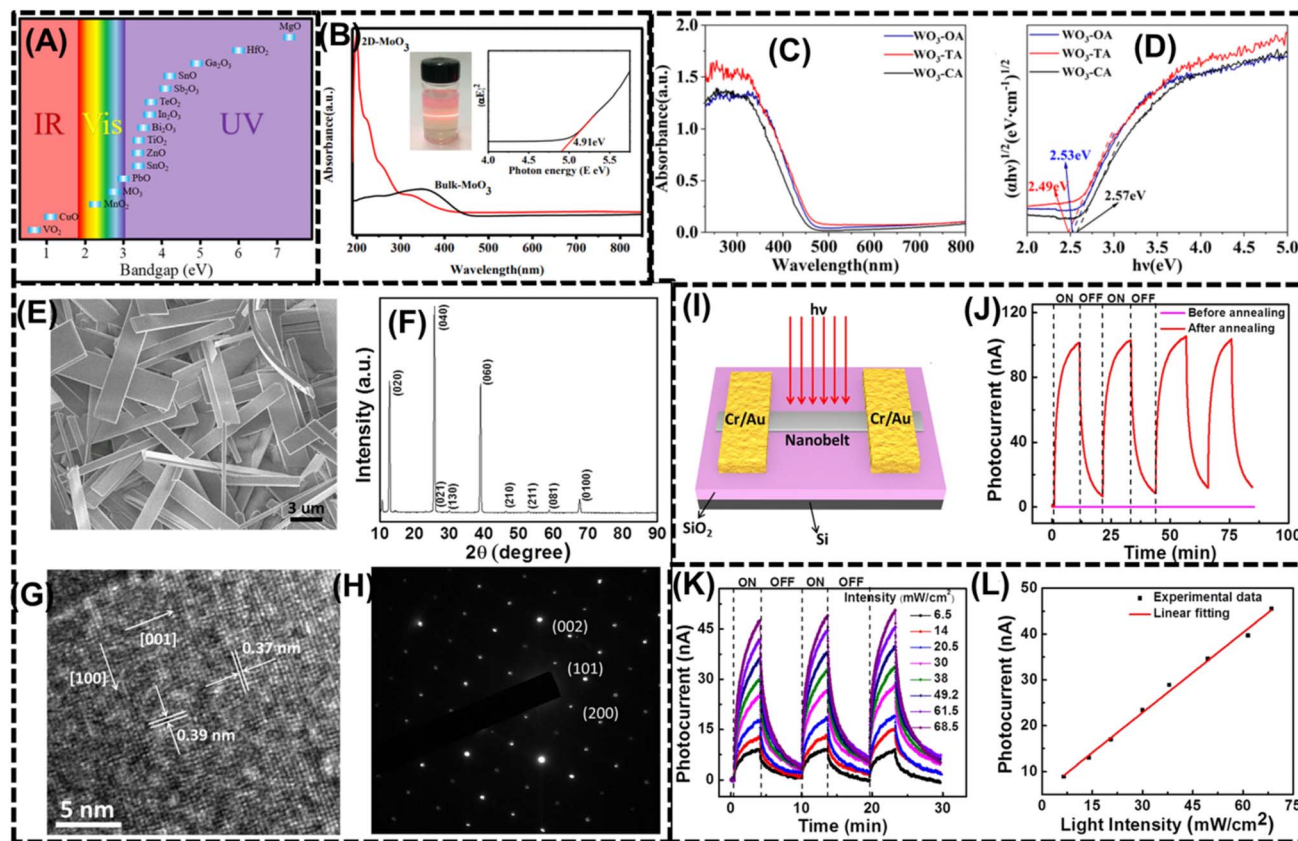 (A)
MgO
HfO₂
Ga₂O₃
SnO
Sb₂O₃
TeO₂
In₂O₃
Bi₂O₃
TiO₂
ZnO
SnO₂
PbO
MO₃
MnO₂
CuO
VO₂
IR
Vis
UV
1 2 3 4 5 6 7
Bandgap (eV)
(B)
2D-MoO₃
Bulk-MoO₃
Absorbance(a.u.)
200 300 400 500 600 700 800
Wavelength(nm)
(αE)²
4.91eV
4.0 4.5 5.0 5.5
Photon energy (E eV)
(C)
WO₃-OA
WO₃-TA
WO₃-CA
Absorbance(a.u.)
2.0
1.5
1.0
0.5
0.0
300 400 500 600 700 800
Wavelength(nm)
(D)
WO₃-OA
WO₃-TA
WO₃-CA
(αhν)^1/2(eV·cm⁻¹)^1/2
2.53eV
2.49eV
2.57eV
2.0 2.5 3.0 3.5 4.0 4.5 5.0
hν(eV)
(E)
3 um
(F)
Intensity (a.u.)
(020)
(040)
(021)
(130)
(060)
(210)
(211)
(081)
(0100)
10 20 30 40 50 60 70 80 90
2θ (degree)
(G)
[001]
[100]
0.37 nm
0.39 nm
5 nm
(H)
(002)
(101)
(200)
(I)
hν
Cr/Au
Cr/Au
Nanobelt
SiO₂
Si
(J)
ON OFF ON OFF
Before annealing
After annealing
Photocurrent (nA)
120
80
40
0
0 25 50 75 100
Time (min)
(K)
ON OFF ON OFF
Intensity (mW/cm²)
6.5
14
20.5
30
38
49.2
61.5
68.5
Photocurrent (nA)
45
30
15
0
0 10 20 30
Time (min)
(L)
Experimental data
Linear fitting
Photocurrent (nA)
50
40
30
20
10
0 15 30 45 60 75
Light Intensity (mW/cm²)